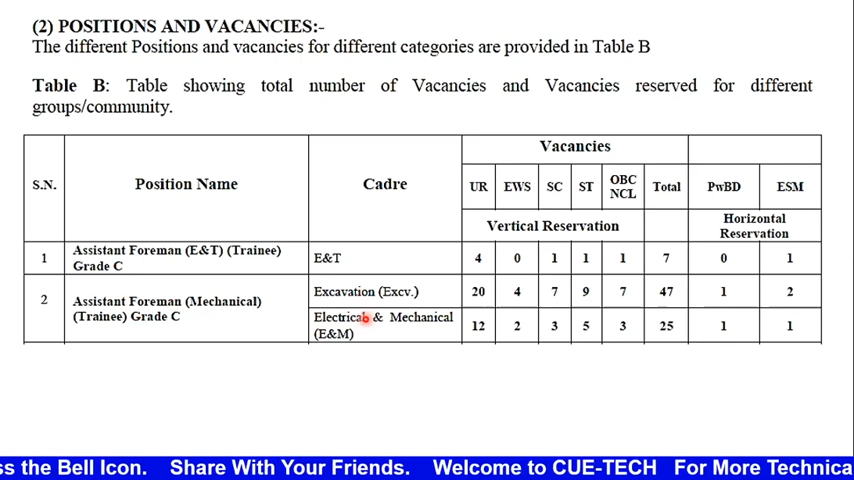 (2) POSITIONS AND VACANCIES:-
The different Positions and vacancies for different categories are provided in Table B
Table B: Table showing total number of Vacancies and Vacancies reserved for different
groups/community.
S.N. Position Name Cadre Vacancies
UR EWS SC ST OBC NCL Total PwBD ESM
Vertical Reservation Horizontal Reservation
1 Assistant Foreman (E&T) (Trainee) Grade C E&T 4 0 1 1 1 7 0 1
2 Assistant Foreman (Mechanical) (Trainee) Grade C Excavation (Excv.) 20 4 7 9 7 47 1 2
Electrical & Mechanical (E&M) 12 2 3 5 3 25 1 1
ss the Bell Icon. Share With Your Friends. Welcome to CUE-TECH For More Technica